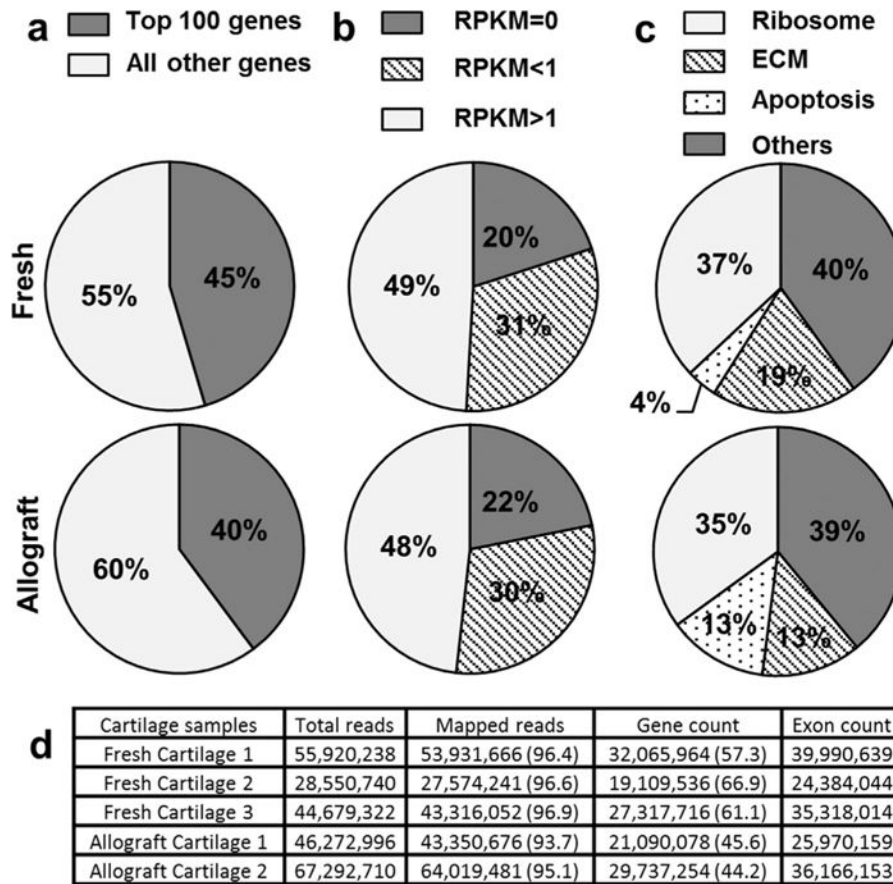 a Top 100 genes
All other genes
b RPKM=0
RPKM<1
RPKM>1
c Ribosome
ECM
Apoptosis
Others
Fresh
55% 45%
49% 20% 31%
37% 40% 19% 4%
Allograft
60% 40%
48% 22% 30%
35% 39% 13% 13%
d
Cartilage samples Total reads Mapped reads Gene count Exon count
Fresh Cartilage 1 55,920,238 53,931,666 (96.4) 32,065,964 (57.3) 39,990,639
Fresh Cartilage 2 28,550,740 27,574,241 (96.6) 19,109,536 (66.9) 24,384,044
Fresh Cartilage 3 44,679,322 43,316,052 (96.9) 27,317,716 (61.1) 35,318,014
Allograft Cartilage 1 46,272,996 43,350,676 (93.7) 21,090,078 (45.6) 25,970,159
Allograft Cartilage 2 67,292,710 64,019,481 (95.1) 29,737,254 (44.2) 36,166,153